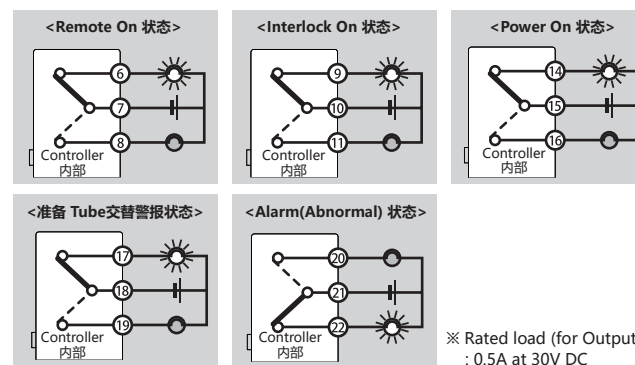 <Remote On 状态>
6
7
8
Controller
内部
<Interlock On 状态>
9
10
11
Controller
内部
<Power On 状态>
14
15
16
Controller
内部
<准备 Tube交替警报状态>
17
18
19
Controller
内部
<Alarm(Abnormal) 状态>
20
21
22
Controller
内部
※ Rated load (for Output
: 0.5A at 30V DC